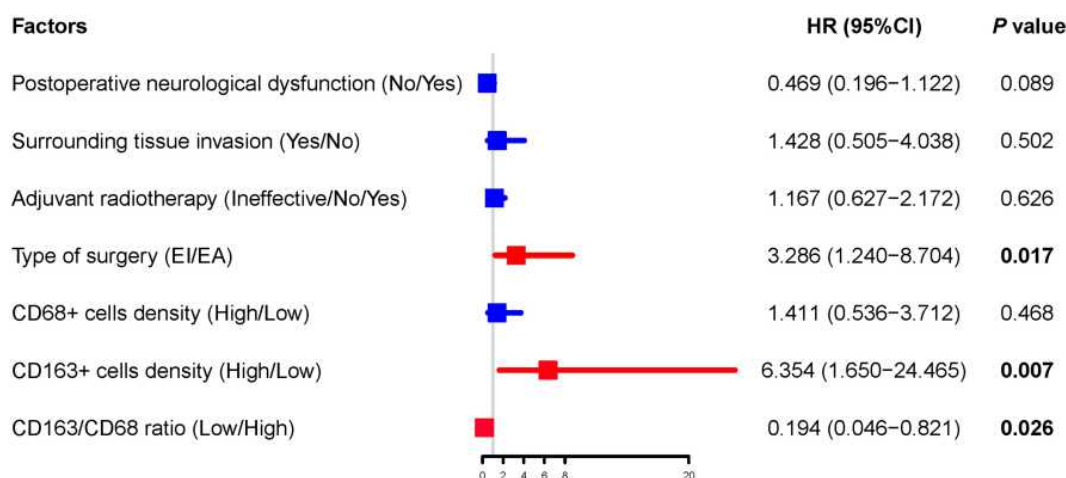 Factors HR (95%CI) P value
Postoperative neurological dysfunction (No/Yes) 0.469 (0.196−1.122) 0.089
Surrounding tissue invasion (Yes/No) 1.428 (0.505−4.038) 0.502
Adjuvant radiotherapy (Ineffective/No/Yes) 1.167 (0.627−2.172) 0.626
Type of surgery (EI/EA) 3.286 (1.240−8.704) 0.017
CD68+ cells density (High/Low) 1.411 (0.536−3.712) 0.468
CD163+ cells density (High/Low) 6.354 (1.650−24.465) 0.007
CD163/CD68 ratio (Low/High) 0.194 (0.046−0.821) 0.026
0 2 4 6 8 20